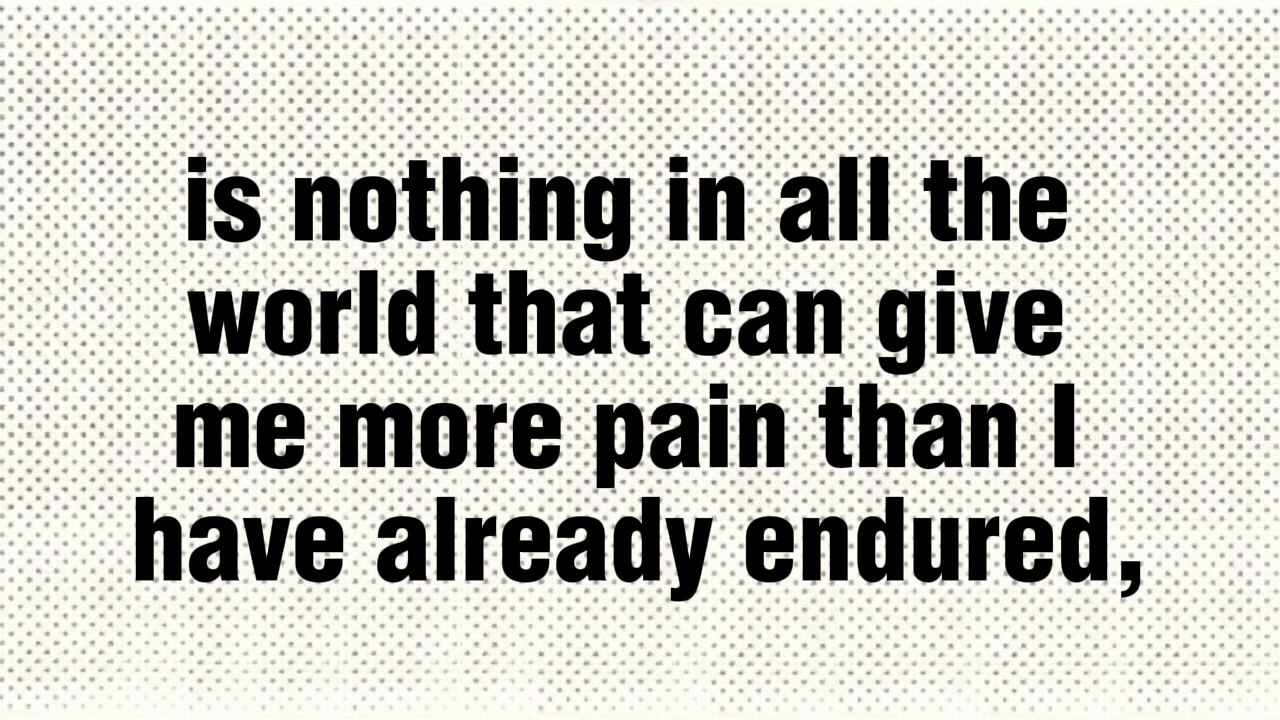 is nothing in all the
world that can give
me more pain than I
have already endured,